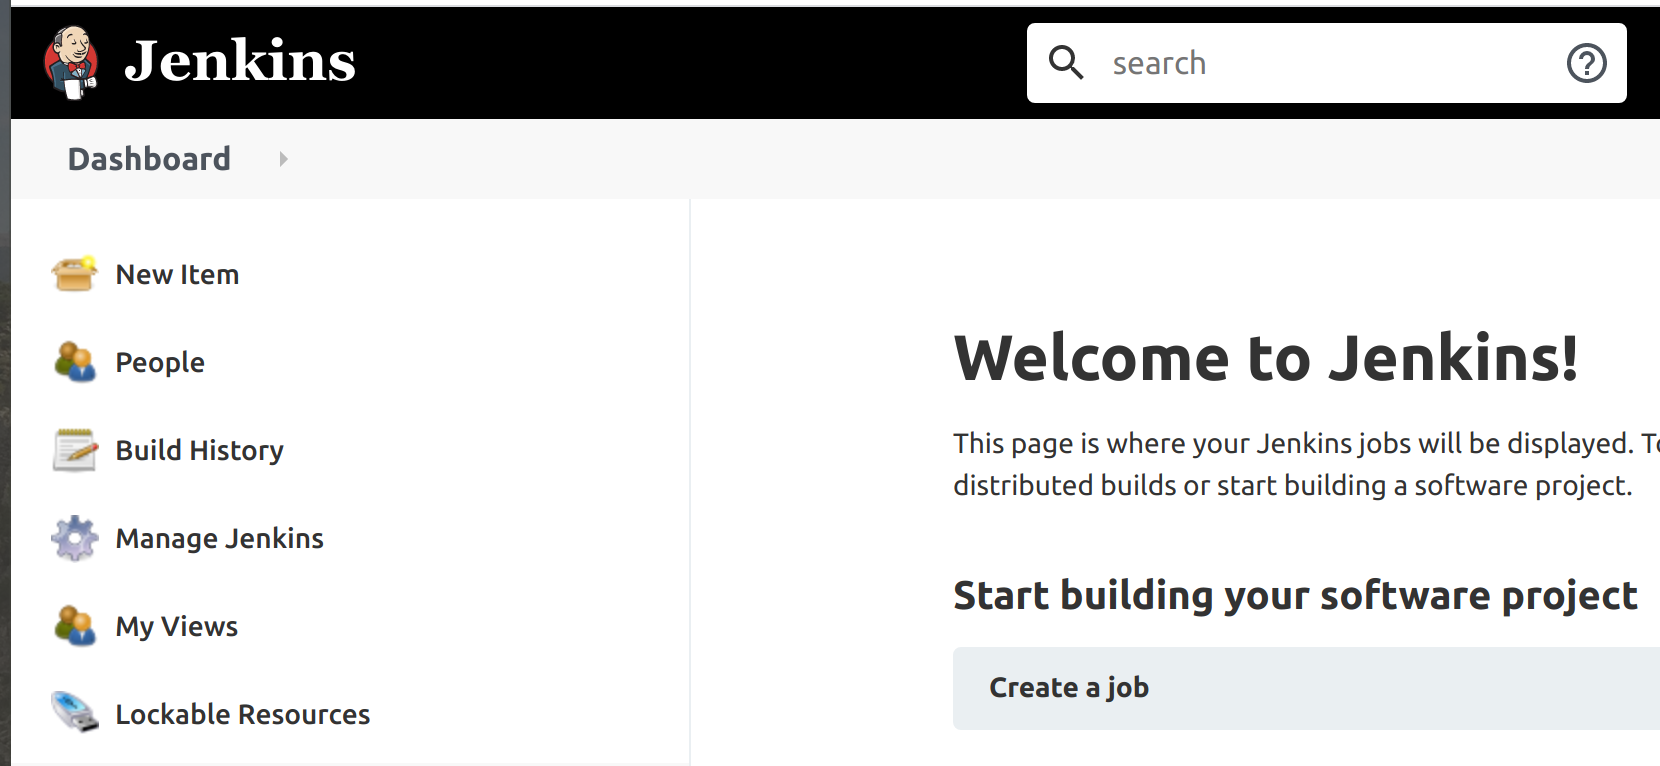 Jenkins
search
Dashboard
New Item
People
Build History
Manage Jenkins
My Views
Lockable Resources
Welcome to Jenkins!
This page is where your Jenkins jobs will be displayed.
distributed builds or start building a software project.
Start building your software project
Create a job